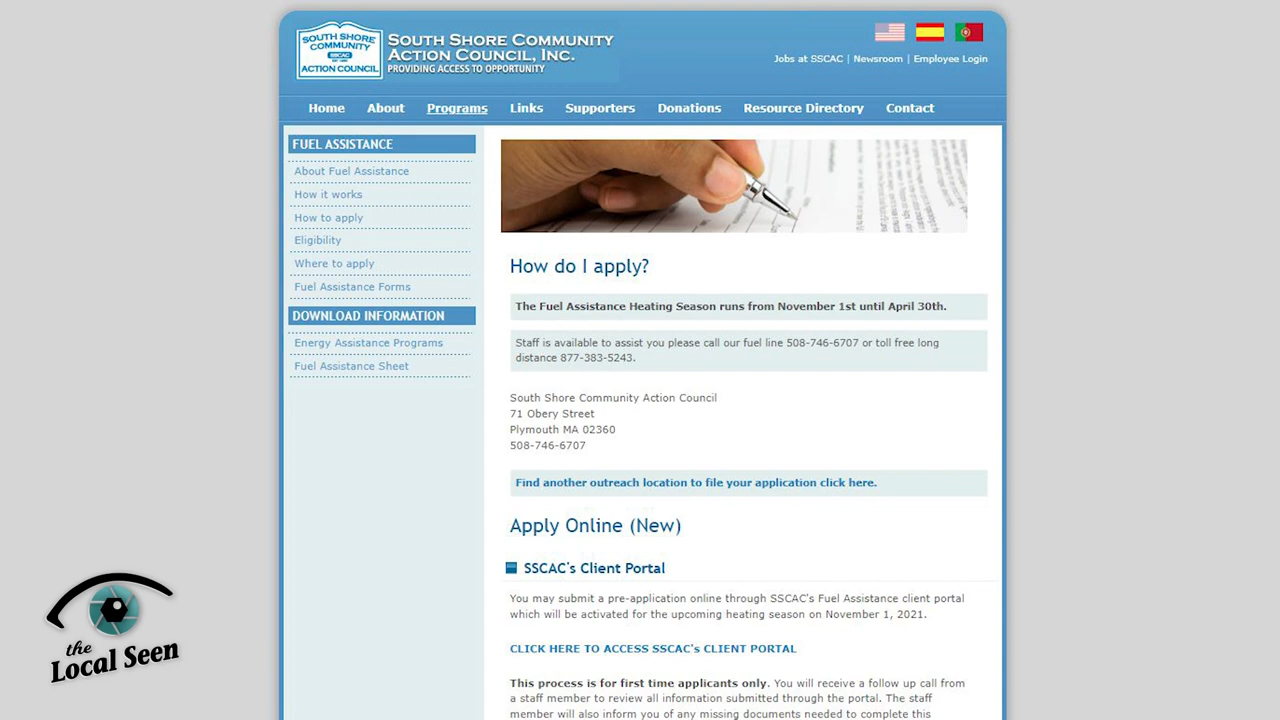 SOUTH SHORE
COMMUNITY
SSCAC
ACTION COUNCIL
SOUTH SHORE COMMUNITY
ACTION COUNCIL, INC.
PROVIDING ACCESS TO OPPORTUNITY
Jobs at SSCAC | Newsroom | Employee Login
Home About Programs Links Supporters Donations Resource Directory Contact
FUEL ASSISTANCE
About Fuel Assistance
How it works
How to apply
Eligibility
Where to apply
Fuel Assistance Forms
DOWNLOAD INFORMATION
Energy Assistance Programs
Fuel Assistance Sheet
How do I apply?
The Fuel Assistance Heating Season runs from November 1st until April 30th.
Staff is available to assist you please call our fuel line 508-746-6707 or toll free long
distance 877-383-5243.
South Shore Community Action Council
71 Obery Street
Plymouth MA 02360
508-746-6707
Find another outreach location to file your application click here.
Apply Online (New)
SSCAC's Client Portal
You may submit a pre-application online through SSCAC's Fuel Assistance client portal
which will be activated for the upcoming heating season on November 1, 2021.
CLICK HERE TO ACCESS SSCAC's CLIENT PORTAL
This process is for first time applicants only. You will receive a follow up call from
a staff member to review all information submitted through the portal. The staff
member will also inform you of any missing documents needed to complete this
the
Local Seen